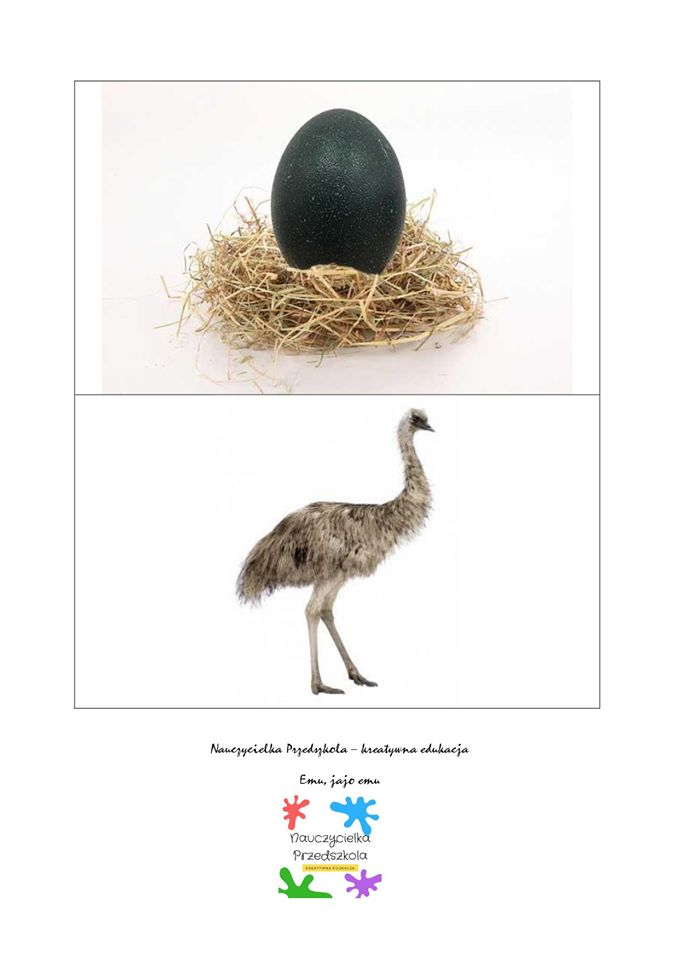 Nauczycielka Przedszkola – kreatywna edukacja
Emu, jajo emu
Nauczycielka
Przedszkola
KREATYWNA EDUKACJA